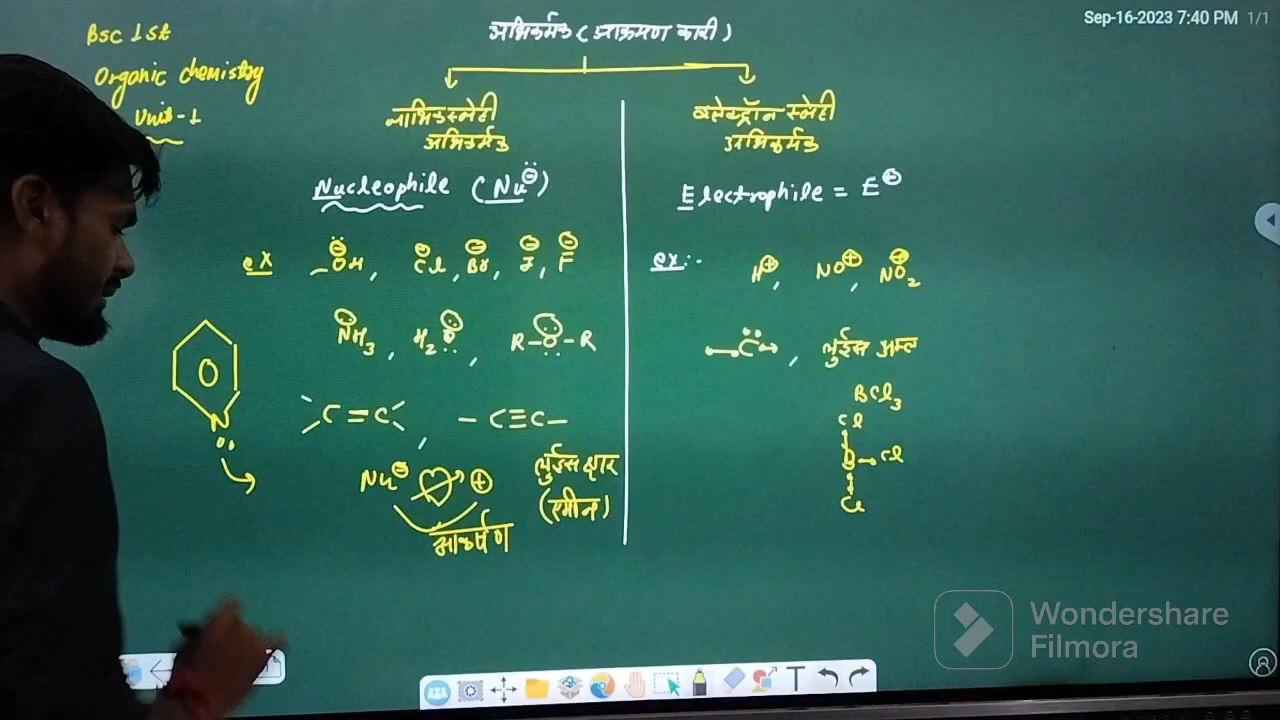 Sep-16-2023 7:40 PM 1/1
Bsc 1st
Organic chemistry
Unit-1
अभिकर्मक (आक्रमण कारी)
नाभिकस्नेही
अभिकर्मक
Nucleophile (Nu⊖)
ex ⊖OH, ⊖Cl, ⊖Br, ⊖I, ⊖F
NH3, H2O, R-O-R
C=C, -C≡C-
N
Nu⊖ ⊕
आकर्षण
लुईस क्षार
(एमीन)
इलेक्ट्रॉन स्नेही
अभिकर्मक
Electrophile = E⊕
ex:- H⊕, NO⊕, NO2⊕
-C-, लुईस अम्ल
BCl3
Cl
B-Cl
Cl
Wondershare
Filmora